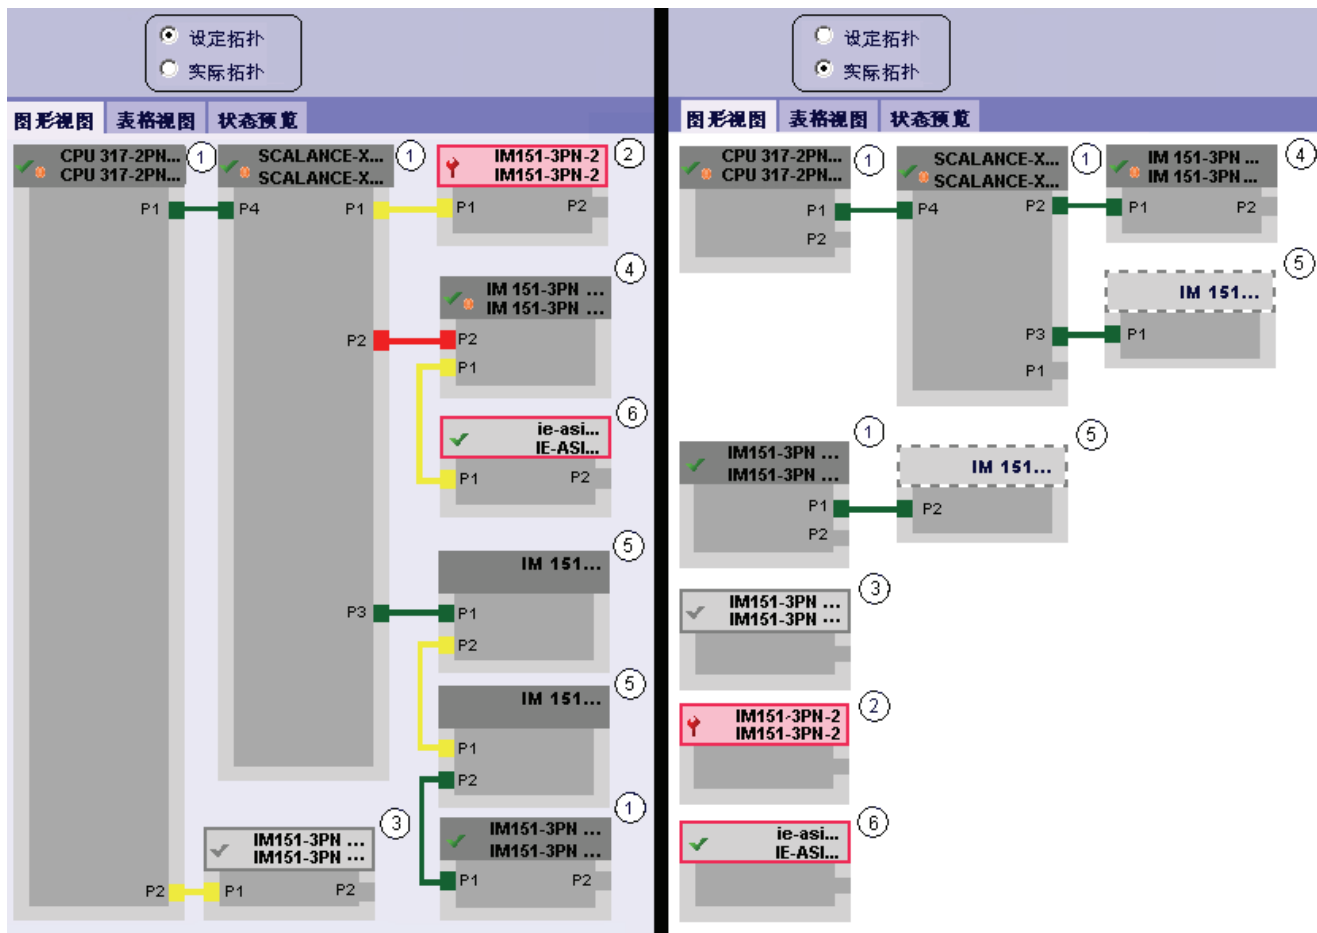 设定拓扑
实际拓扑
图形视图 表格视图 状态预览
CPU 317-2PN...
CPU 317-2PN...
1
SCALANCE-X...
SCALANCE-X...
1
IM151-3PN-2
IM151-3PN-2
2
P1 P4 P1 P1 P2
4
IM 151-3PN ...
IM 151-3PN ...
P2 P2
P1
6
ie-asi...
IE-ASI...
P1 P2
5
IM 151...
P3 P1
P2
5
IM 151...
P1
P2
1
IM151-3PN ...
IM151-3PN ...
P1 P2
3
IM151-3PN ...
IM151-3PN ...
P2 P1 P2
设定拓扑
实际拓扑
图形视图 表格视图 状态预览
CPU 317-2PN...
CPU 317-2PN...
1
SCALANCE-X...
SCALANCE-X...
1
IM 151-3PN ...
IM 151-3PN ...
4
P1 P4 P2 P1 P2
P2
5
IM 151...
P3 P1
P1
1
IM151-3PN ...
IM151-3PN ...
5
IM 151...
P1 P2
P2
3
IM151-3PN ...
IM151-3PN ...
2
IM151-3PN-2
IM151-3PN-2
6
ie-asi...
IE-ASI...